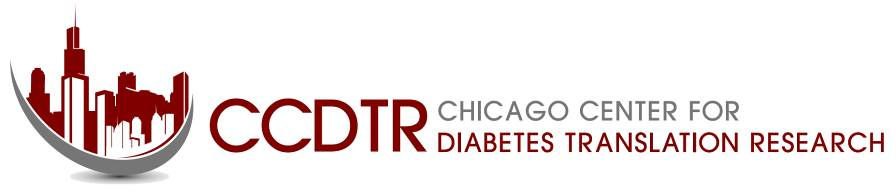 CCDTR
CHICAGO CENTER FOR
DIABETES TRANSLATION RESEARCH